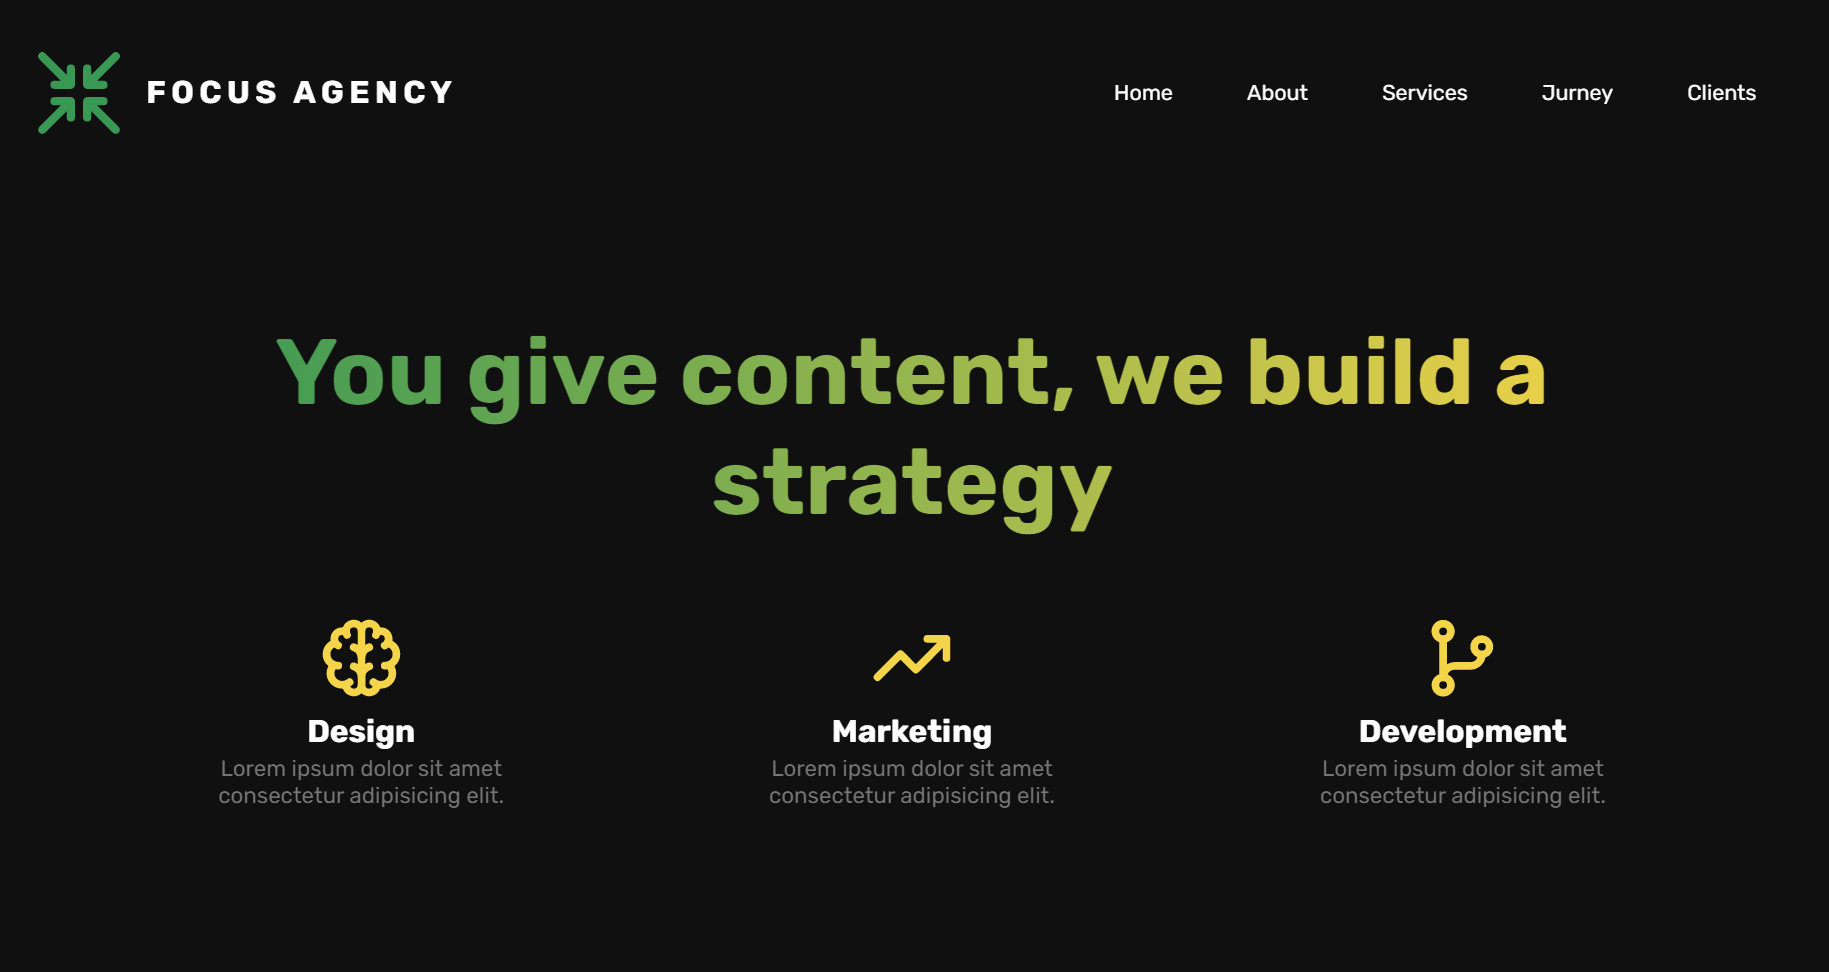 FOCUS AGENCY
Home About Services Jurney Clients
You give content, we build a
strategy
Design
Lorem ipsum dolor sit amet
consectetur adipisicing elit.
Marketing
Lorem ipsum dolor sit amet
consectetur adipisicing elit.
Development
Lorem ipsum dolor sit amet
consectetur adipisicing elit.